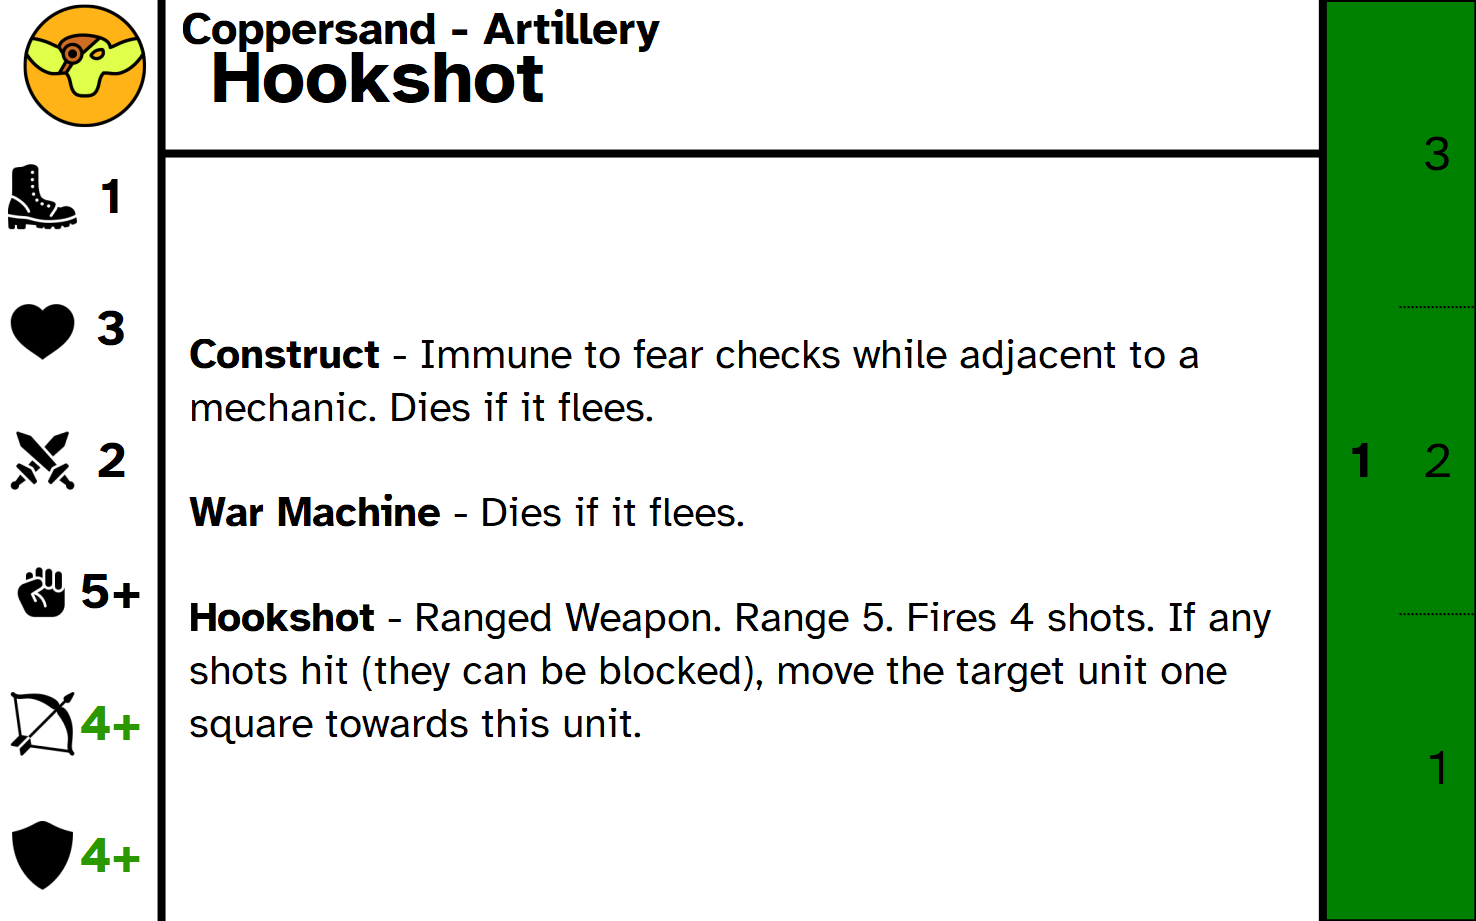 Coppersand - Artillery
Hookshot
1
3
2
5+
4+
4+
Construct - Immune to fear checks while adjacent to a
mechanic. Dies if it flees.
War Machine - Dies if it flees.
Hookshot - Ranged Weapon. Range 5. Fires 4 shots. If any
shots hit (they can be blocked), move the target unit one
square towards this unit.
3
1 2
1